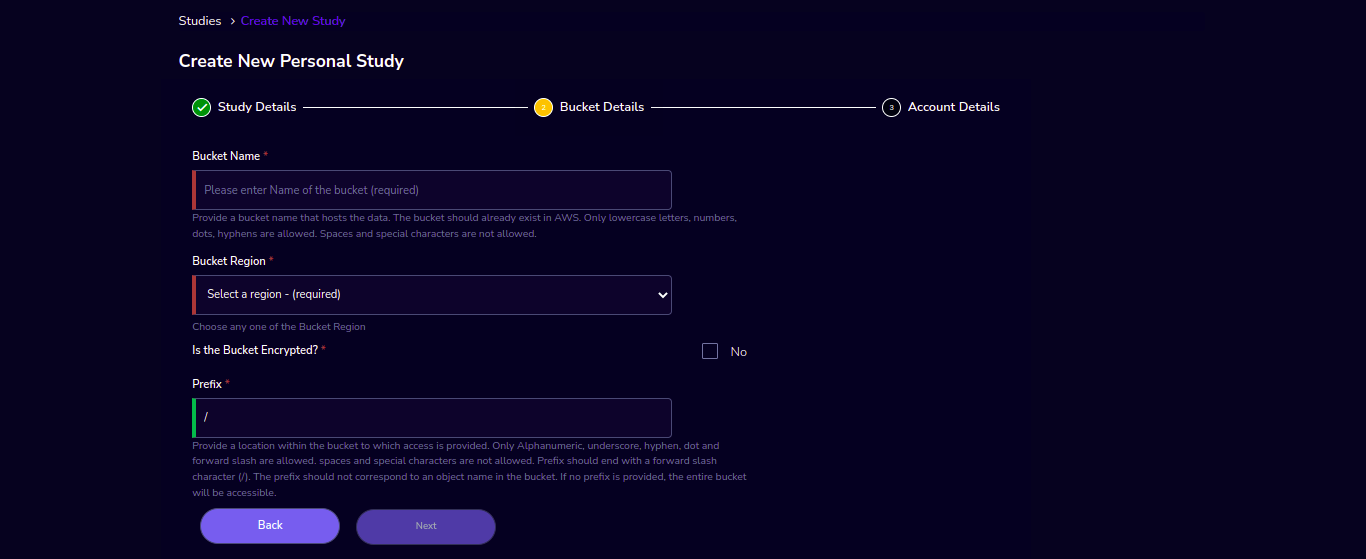 Studies > Create New Study
Create New Personal Study
Study Details 2 Bucket Details 3 Account Details
Bucket Name *
Please enter Name of the bucket (required)
Provide a bucket name that hosts the data. The bucket should already exist in AWS. Only lowercase letters, numbers,
dots, hyphens are allowed. Spaces and special characters are not allowed.
Bucket Region *
Select a region - (required)
Choose any one of the Bucket Region
Is the Bucket Encrypted? * No
Prefix *
/
Provide a location within the bucket to which access is provided. Only Alphanumeric, underscore, hyphen, dot and
forward slash are allowed. spaces and special characters are not allowed. Prefix should end with a forward slash
character (/). The prefix should not correspond to an object name in the bucket. If no prefix is provided, the entire bucket
will be accessible.
Back Next